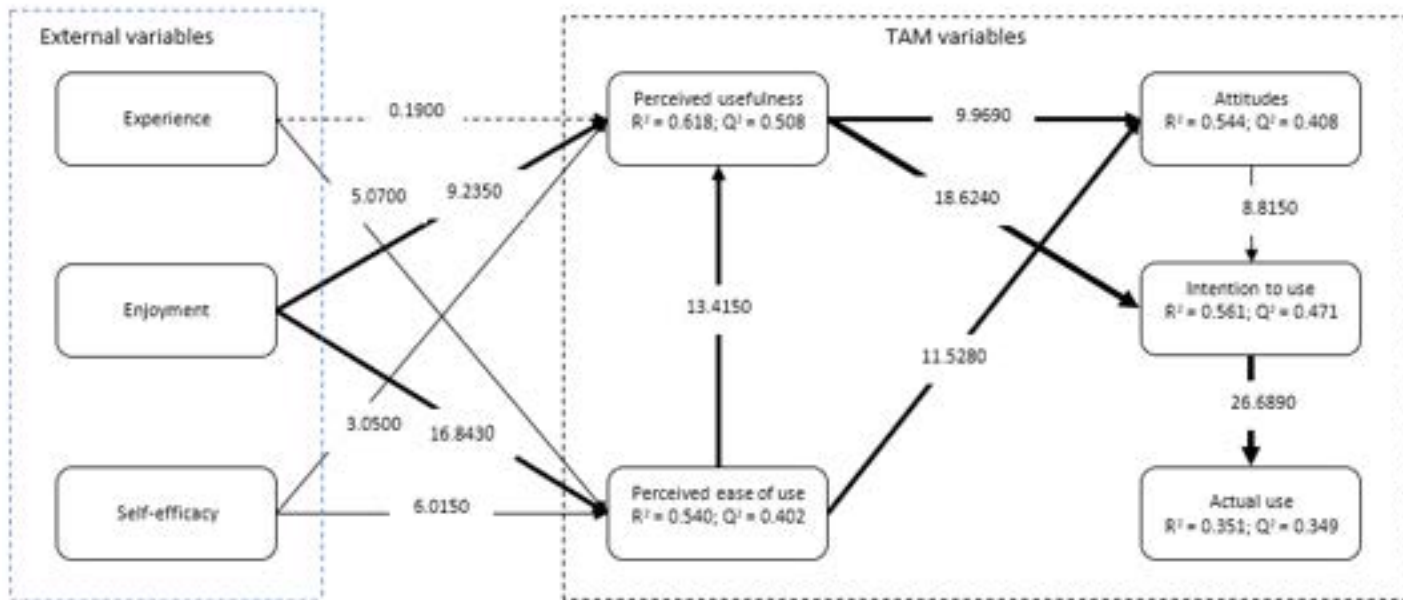 External variables
TAM variables
Experience
Enjoyment
Self-efficacy
0.1900
5.0700
9.2350
3.0500
16.8430
6.0150
Perceived usefulness
R² = 0.618; Q² = 0.508
13.4150
Perceived ease of use
R² = 0.540; Q² = 0.402
9.9690
18.6240
11.5280
Attitudes
R² = 0.544; Q² = 0.408
8.8150
Intention to use
R² = 0.561; Q² = 0.471
26.6890
Actual use
R² = 0.351; Q² = 0.349